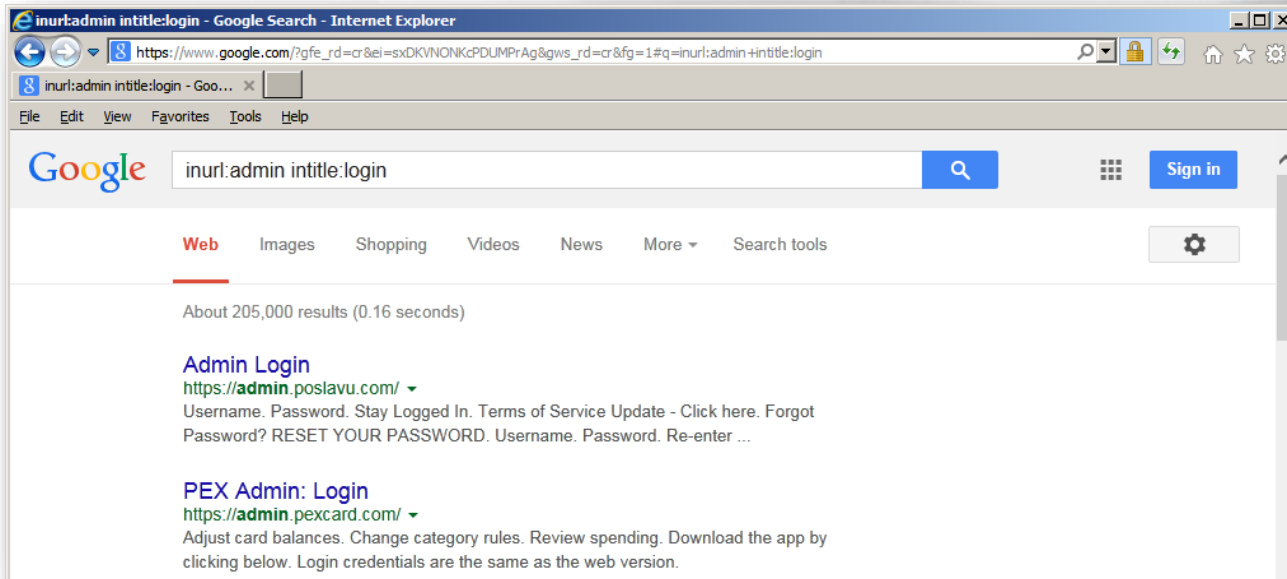 inurl:admin intitle:login - Google Search - Internet Explorer
https://www.google.com/?gfe_rd=cr&ei=sxDKVNONKcPDUMPrAg&gws_rd=cr&fg=1#q=inurl:admin+intitle:login
inurl:admin intitle:login - Goo...
File Edit View Favorites Tools Help
Google inurl:admin intitle:login Sign in
Web Images Shopping Videos News More Search tools
About 205,000 results (0.16 seconds)
Admin Login
https://admin.poslavu.com/
Username. Password. Stay Logged In. Terms of Service Update - Click here. Forgot
Password? RESET YOUR PASSWORD. Username. Password. Re-enter ...
PEX Admin: Login
https://admin.pexcard.com/
Adjust card balances. Change category rules. Review spending. Download the app by
clicking below. Login credentials are the same as the web version.